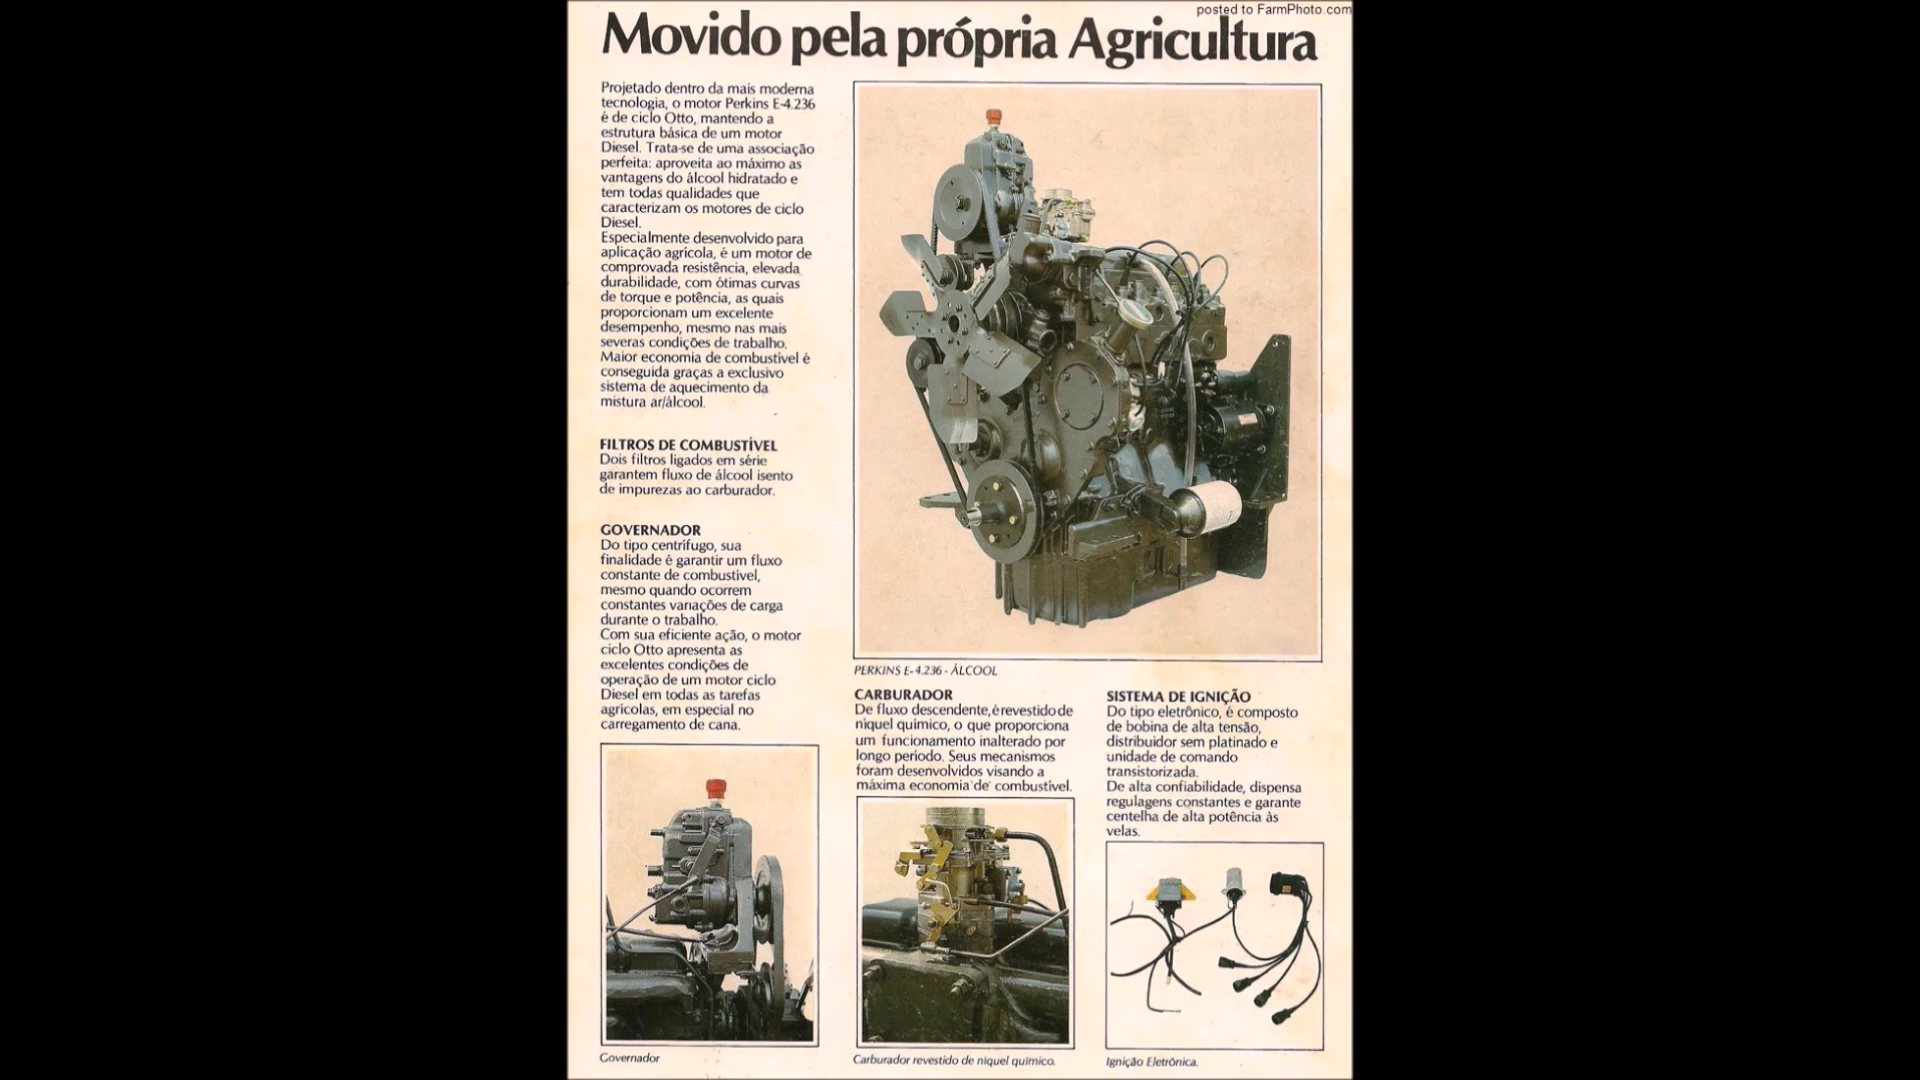 posted to FarmPhoto.com
Movido pela própria Agricultura
Projetado dentro da mais moderna
tecnologia, o motor Perkins E-4.236
é de ciclo Otto, mantendo a
estrutura básica de um motor
Diesel. Trata-se de uma associação
perfeita: aproveita ao máximo as
vantagens do álcool hidratado e
tem todas qualidades que
caracterizam os motores de ciclo
Diesel.
Especialmente desenvolvido para
aplicação agrícola, é um motor de
comprovada resistência, elevada
durabilidade, com ótimas curvas
de torque e potência, as quais
proporcionam um excelente
desempenho, mesmo nas mais
severas condições de trabalho.
Maior economia de combustível é
conseguida graças a exclusivo
sistema de aquecimento da
mistura ar/álcool.
FILTROS DE COMBUSTÍVEL
Dois filtros ligados em série
garantem fluxo de álcool isento
de impurezas ao carburador.
GOVERNADOR
Do tipo centrífugo, sua
finalidade é garantir um fluxo
constante de combustível,
mesmo quando ocorrem
constantes variações de carga
durante o trabalho.
Com sua eficiente ação, o motor
ciclo Otto apresenta as
excelentes condições de
operação de um motor ciclo
Diesel em todas as tarefas
agrícolas, em especial no
carregamento de cana.
Governador
PERKINS E-4.236 - ÁLCOOL
CARBURADOR
De fluxo descendente, é revestido de
níquel químico, o que proporciona
um funcionamento inalterado por
longo período. Seus mecanismos
foram desenvolvidos visando a
máxima economia de combustível.
Carburador revestido de níquel químico.
SISTEMA DE IGNIÇÃO
Do tipo eletrônico, é composto
de bobina de alta tensão,
distribuidor sem platinado e
unidade de comando
transistorizada.
De alta confiabilidade, dispensa
regulagens constantes e garante
centelha de alta potência às
velas.
Ignição Eletrônica.